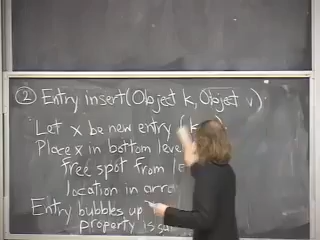 ② Entry insert(Object k, Object v)
Let x be new entry (k
Place x in bottom leve
free spot from le
location in arra
Entry bubbles up
property is sa